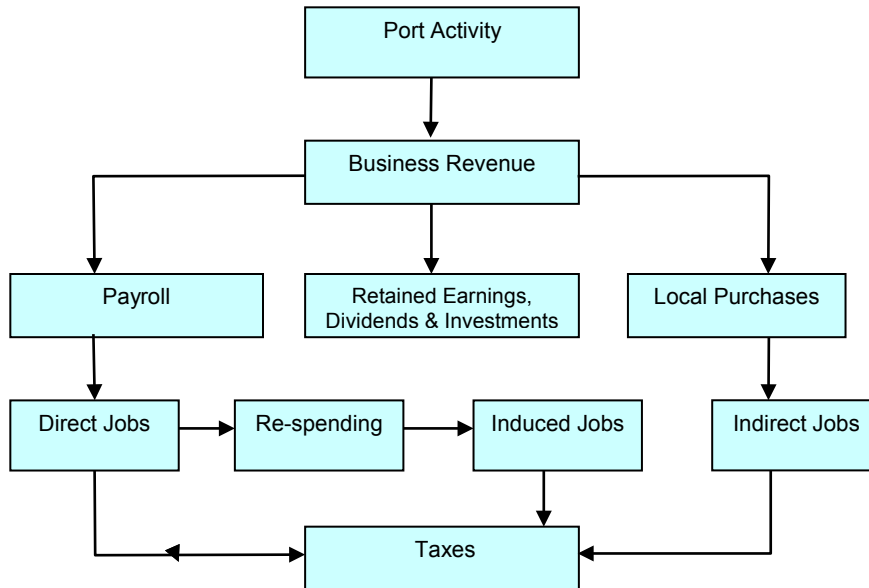 Port Activity
Business Revenue
Payroll
Retained Earnings,
Dividends & Investments
Local Purchases
Direct Jobs
Re-spending
Induced Jobs
Indirect Jobs
Taxes